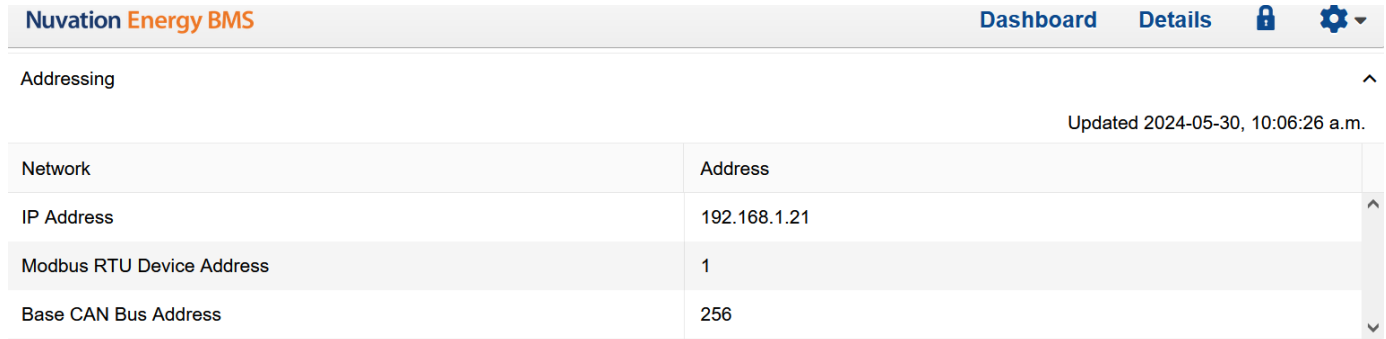 Nuvation Energy BMS Dashboard Details
Addressing
Updated 2024-05-30, 10:06:26 a.m.
Network Address
IP Address 192.168.1.21
Modbus RTU Device Address 1
Base CAN Bus Address 256